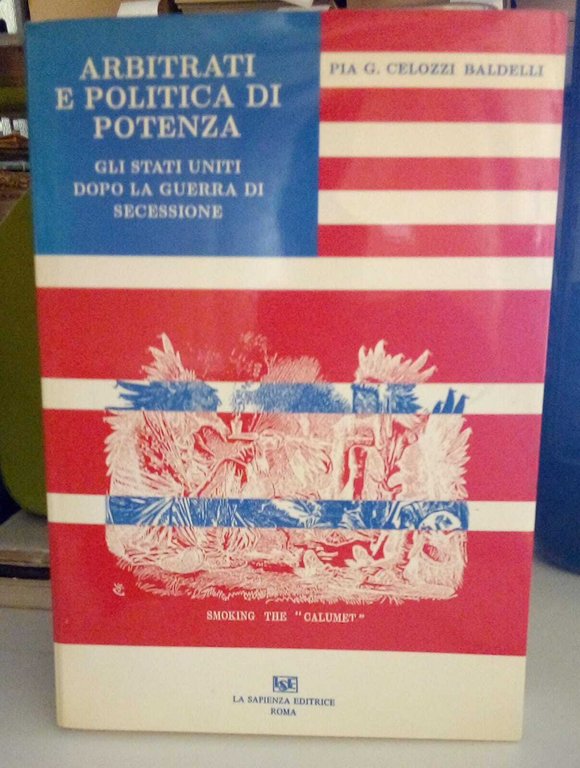 ARBITRATI
E POLITICA DI
POTENZA
GLI STATI UNITI
DOPO LA GUERRA DI
SECESSIONE
PIA G. CELOZZI BALDELLI
SMOKING THE "CALUMET"
LSE
LA SAPIENZA EDITRICE
ROMA